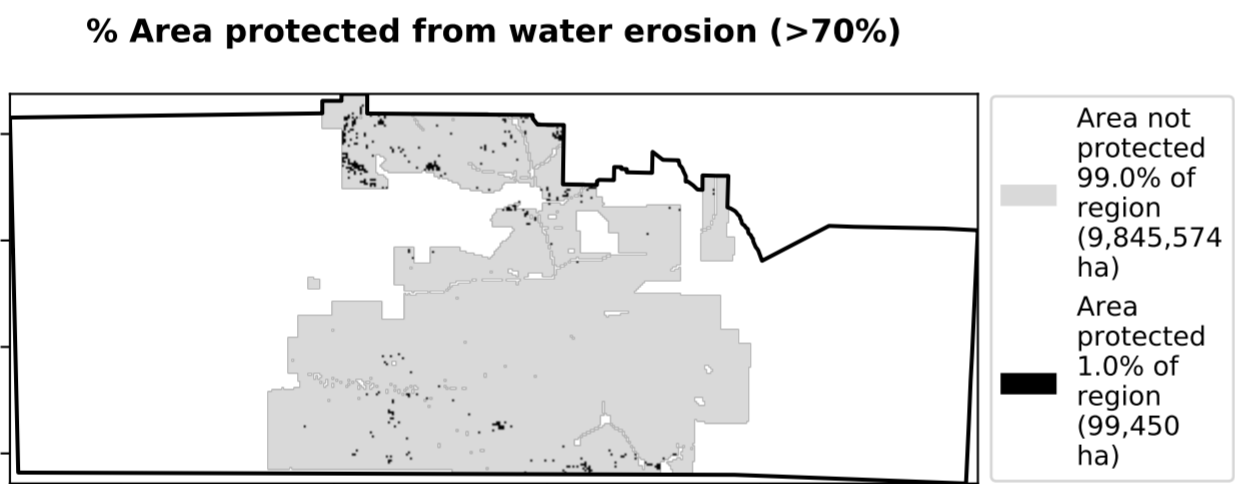 % Area protected from water erosion (>70%)
Area not
protected
99.0% of
region
(9,845,574
ha)
Area
protected
1.0% of
region
(99,450
ha)